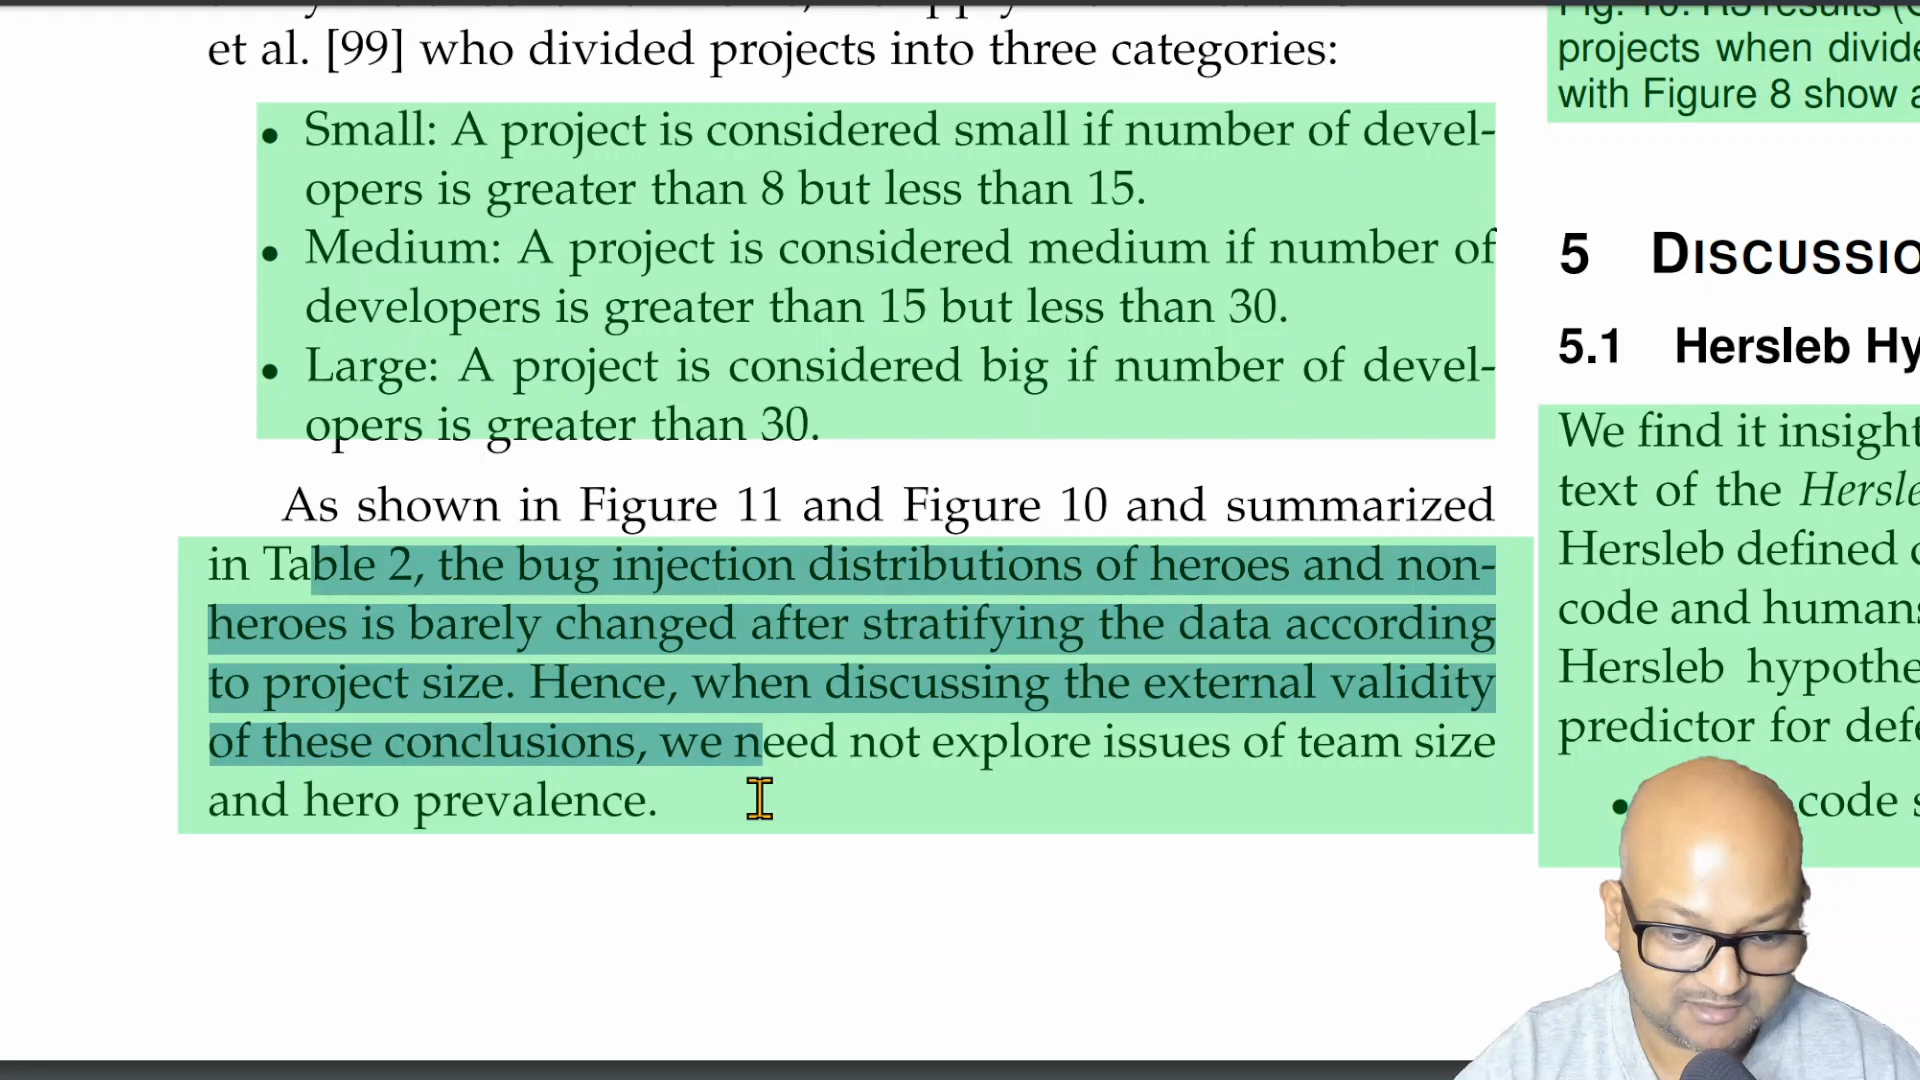 et al. [99] who divided projects into three categories:
• Small: A project is considered small if number of devel-
opers is greater than 8 but less than 15.
• Medium: A project is considered medium if number of
developers is greater than 15 but less than 30.
• Large: A project is considered big if number of devel-
opers is greater than 30.
As shown in Figure 11 and Figure 10 and summarized
in Table 2, the bug injection distributions of heroes and non-
heroes is barely changed after stratifying the data according
to project size. Hence, when discussing the external validity
of these conclusions, we need not explore issues of team size
and hero prevalence.
projects when divide
with Figure 8 show a
5 DISCUSSIO
5.1 Hersleb Hy
We find it insight
text of the Hersle
Hersleb defined
code and humans
Hersleb hypothe
predictor for defe
• code s